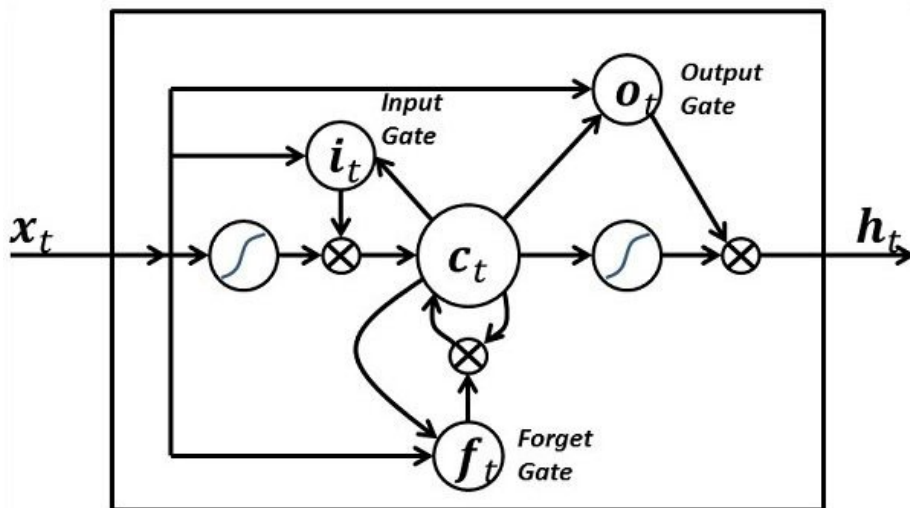 Output
Gate
o_t
Input
Gate
i_t
x_t
c_t
h_t
f_t
Forget
Gate